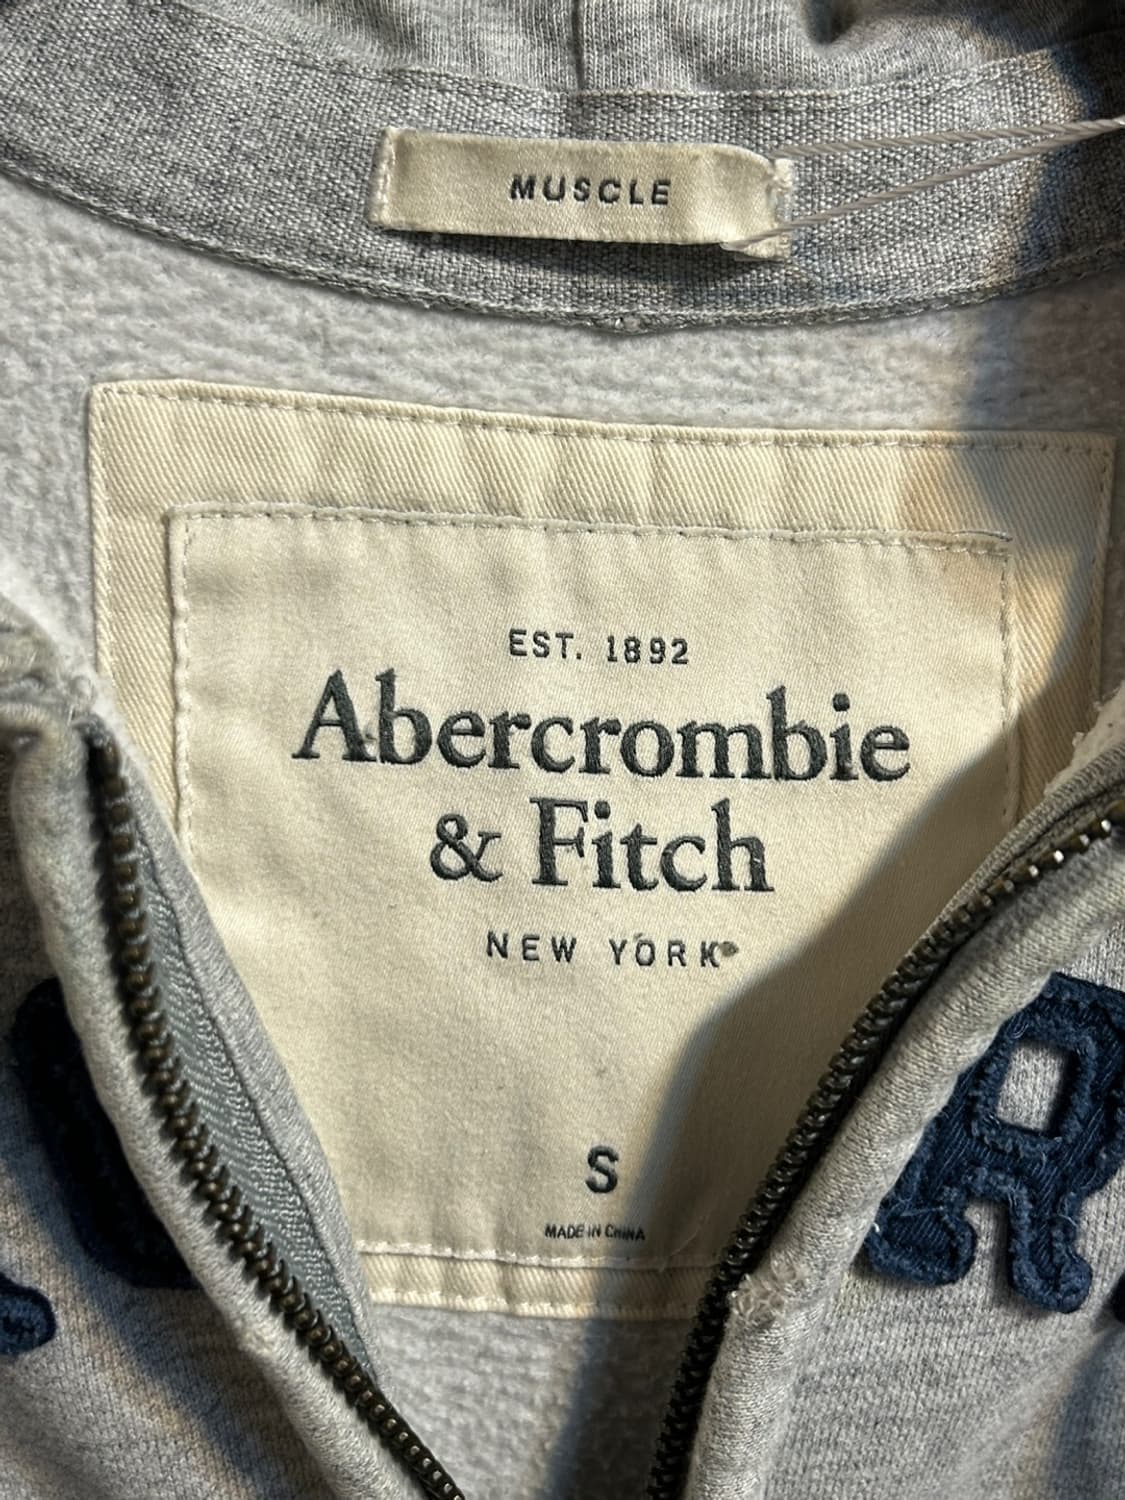 MUSCLE
EST. 1892
Abercrombie
& Fitch
NEW YORK
S
MADE IN CHINA
R